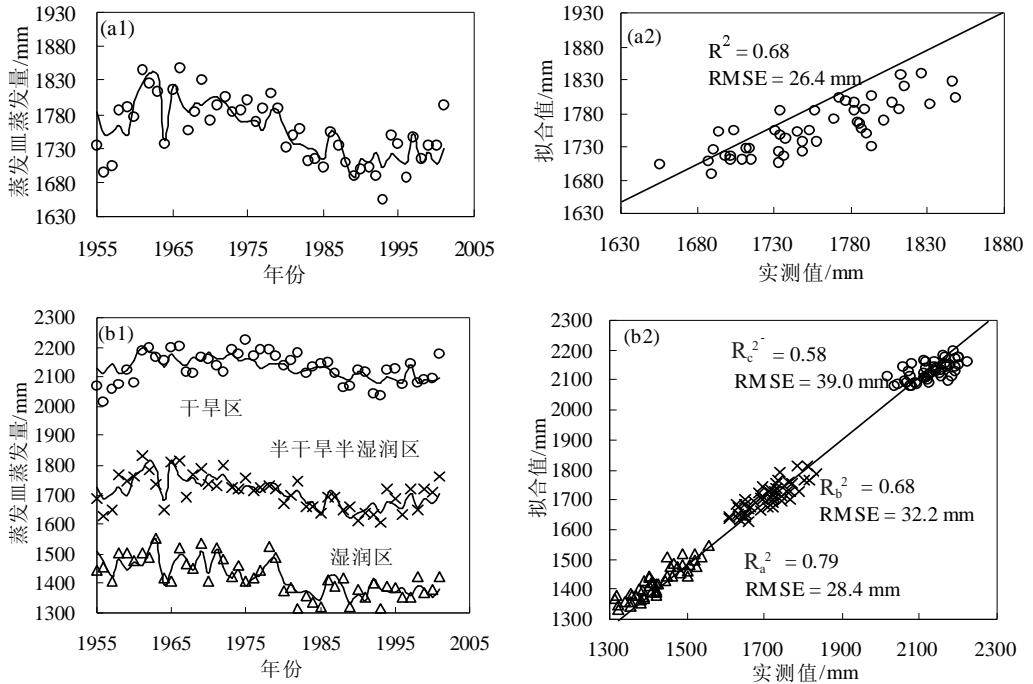 (a1)
蒸发皿蒸发量/mm
1930
1880
1830
1780
1730
1680
1630
1955 1965 1975 1985 1995 2005
年份
(a2)
R² = 0.68
RMSE = 26.4 mm
拟合值/mm
1930
1880
1830
1780
1730
1680
1630
1630 1680 1730 1780 1830 1880
实测值/mm
(b1)
蒸发皿蒸发量/mm
2300
2200
2100
2000
1900
1800
1700
1600
1500
1400
1300
干旱区
半干旱半湿润区
湿润区
1955 1965 1975 1985 1995 2005
年份
(b2)
Rc²- = 0.58
RMSE = 39.0 mm
Rb² = 0.68
RMSE = 32.2 mm
Ra² = 0.79
RMSE = 28.4 mm
拟合值/mm
2300
2200
2100
2000
1900
1800
1700
1600
1500
1400
1300
1300 1500 1700 1900 2100 2300
实测值/mm